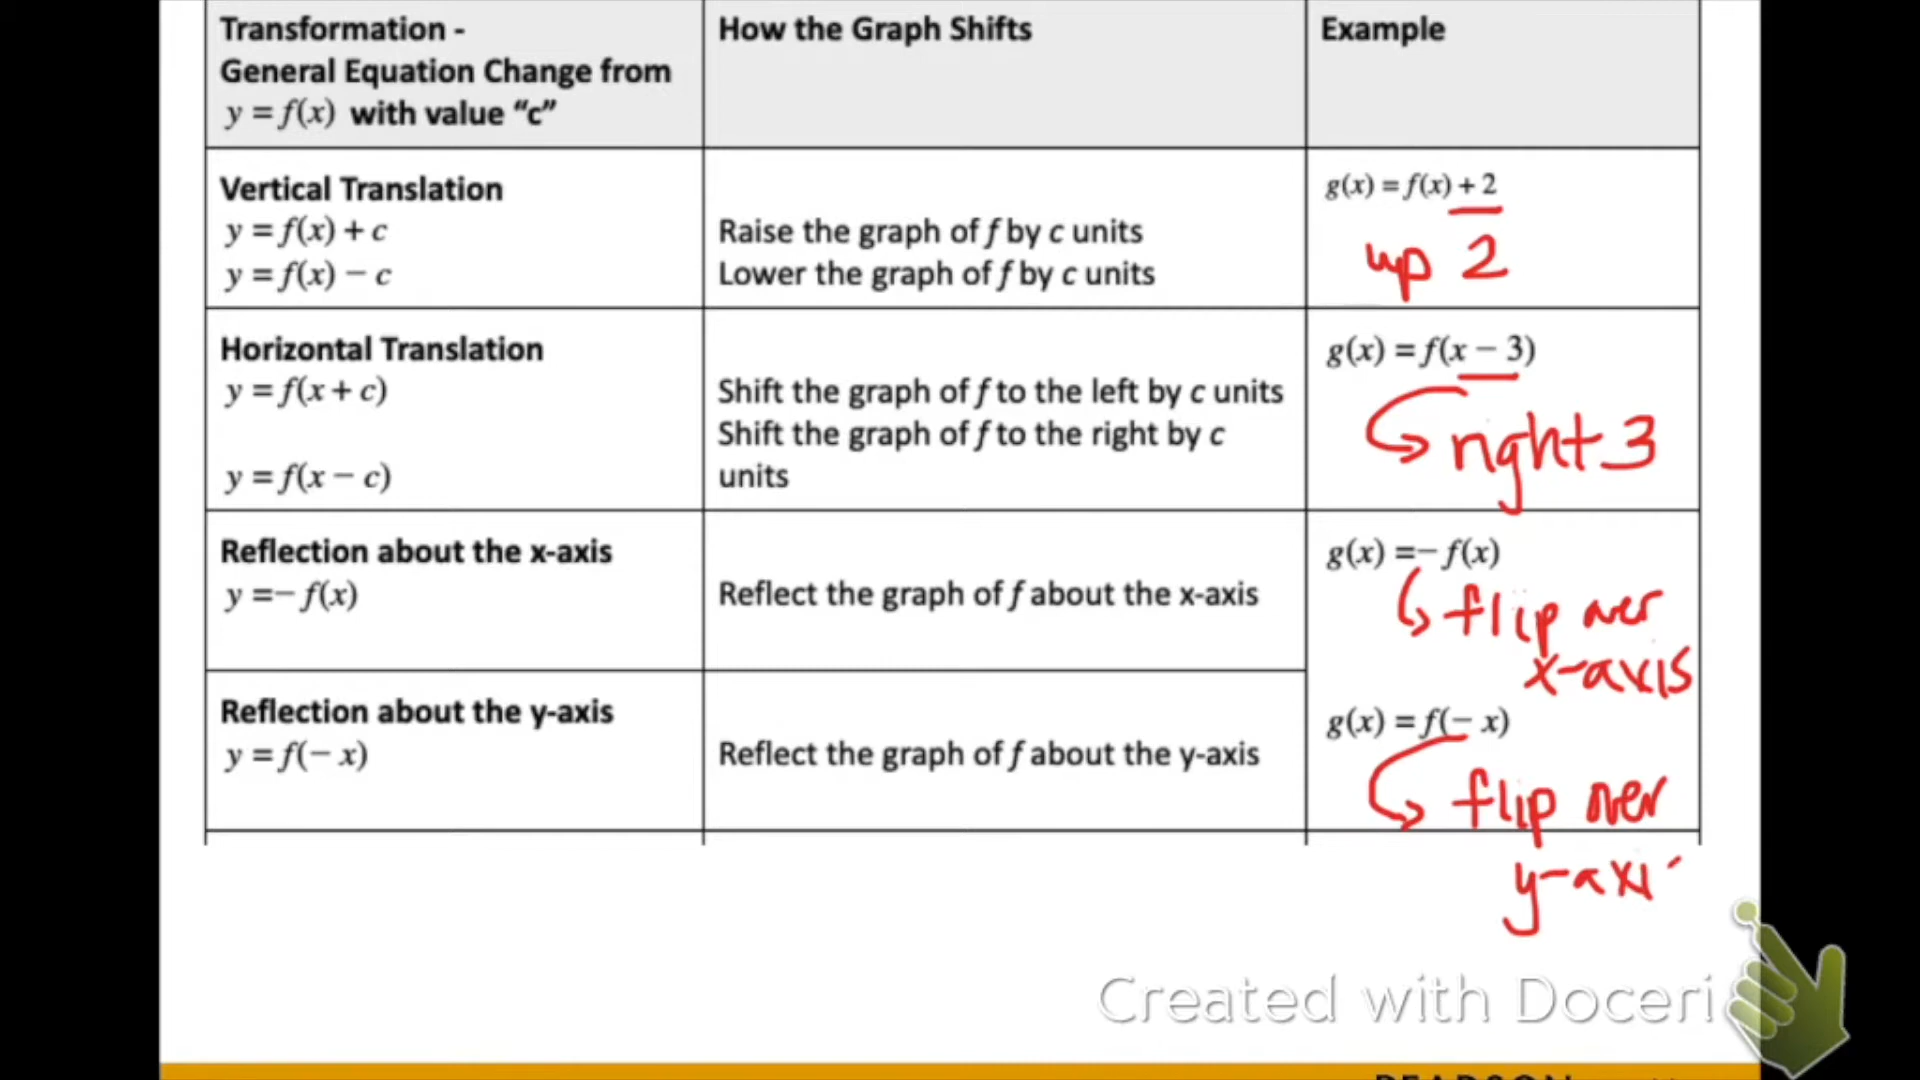 Transformation -
General Equation Change from
y = f(x) with value “c”
How the Graph Shifts
Example
Vertical Translation
y = f(x) + c
y = f(x) − c
Raise the graph of f by c units
Lower the graph of f by c units
g(x) = f(x) + 2
up 2
Horizontal Translation
y = f(x + c)
y = f(x − c)
Shift the graph of f to the left by c units
Shift the graph of f to the right by c
units
g(x) = f(x − 3)
right 3
Reflection about the x-axis
y =− f(x)
Reflect the graph of f about the x-axis
g(x) =− f(x)
flip over
x-axis
Reflection about the y-axis
y = f(− x)
Reflect the graph of f about the y-axis
g(x) = f(− x)
flip over
y-axi
Created with Doceri
PEARSON